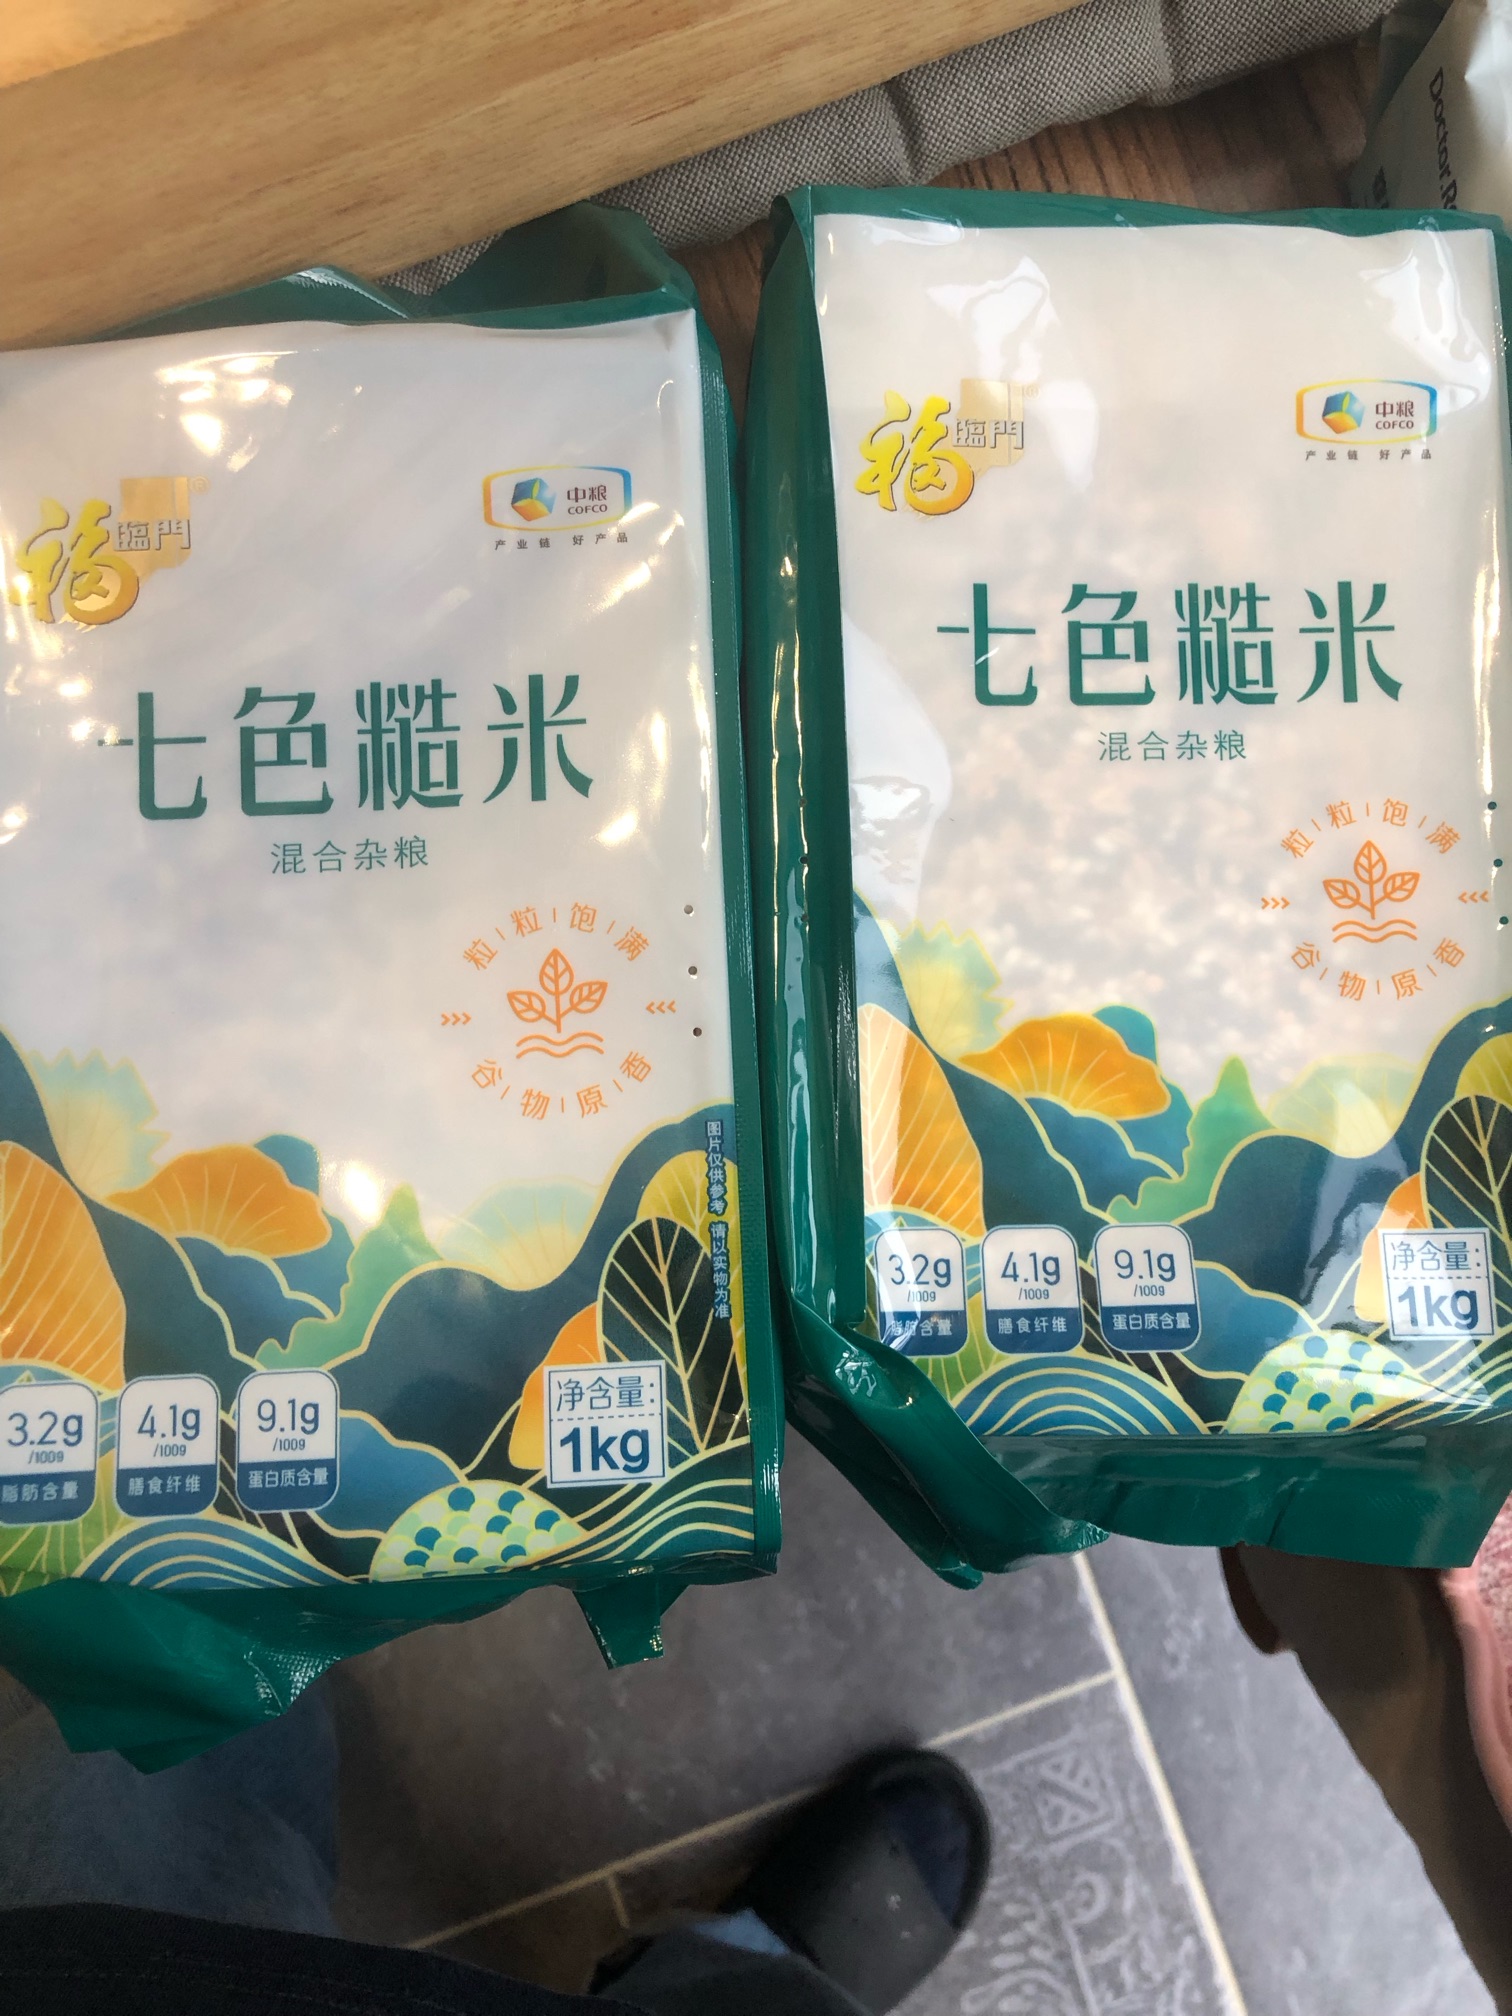 福臨門®
中粮
COFCO
产业链 好产品
七色糙米
混合杂粮
粒粒饱满
谷物原香
图片仅供参考 请以实物为准
3.2g
/100g
脂肪含量
4.1g
/100g
膳食纤维
9.1g
/100g
蛋白质含量
净含量:
1kg
福臨門
中粮
COFCO
产业链 好产品
七色糙米
混合杂粮
粒粒饱满
谷物原香
3.2g
/100g
脂肪含量
4.1g
/100g
膳食纤维
9.1g
/100g
蛋白质含量
净含量:
1kg